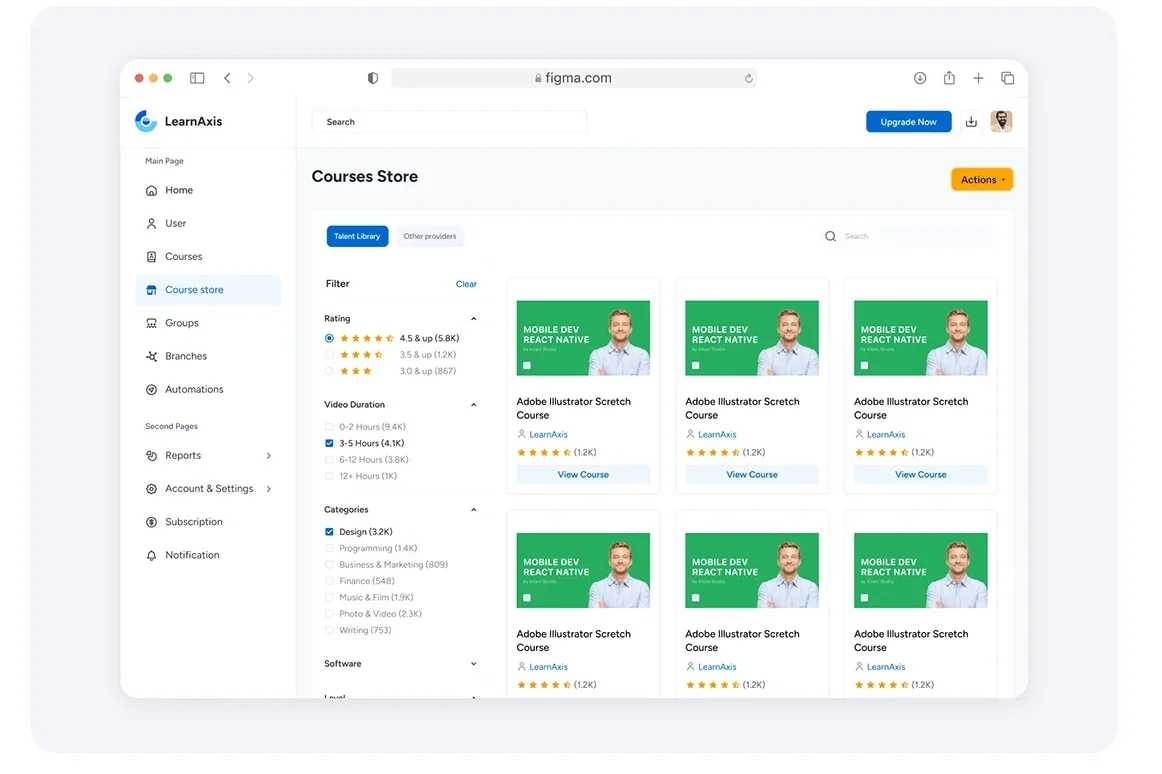 figma.com
LearnAxis
Search
Upgrade Now
Main Page
Home
User
Courses
Course store
Groups
Branches
Automations
Second Pages
Reports
Account & Settings
Subscription
Notification
Courses Store
Actions
Talent Library
Other providers
Search
Filter
Clear
Rating
4.5 & up (5.8K)
3.5 & up (1.2K)
3.0 & up (867)
Video Duration
0-2 Hours (9.4K)
3-5 Hours (4.1K)
6-12 Hours (3.8K)
12+ Hours (1K)
Categories
Design (3.2K)
Programming (1.4K)
Business & Marketing (809)
Finance (548)
Music & Film (1.9K)
Photo & Video (2.3K)
Writing (753)
Software
Level
MOBILE DEV
REACT NATIVE
Adobe Illustrator Scretch
Course
LearnAxis
(1.2K)
View Course
MOBILE DEV
REACT NATIVE
Adobe Illustrator Scretch
Course
LearnAxis
(1.2K)
View Course
MOBILE DEV
REACT NATIVE
Adobe Illustrator Scretch
Course
LearnAxis
(1.2K)
View Course
MOBILE DEV
REACT NATIVE
Adobe Illustrator Scretch
Course
LearnAxis
(1.2K)
MOBILE DEV
REACT NATIVE
Adobe Illustrator Scretch
Course
LearnAxis
(1.2K)
MOBILE DEV
REACT NATIVE
Adobe Illustrator Scretch
Course
LearnAxis
(1.2K)